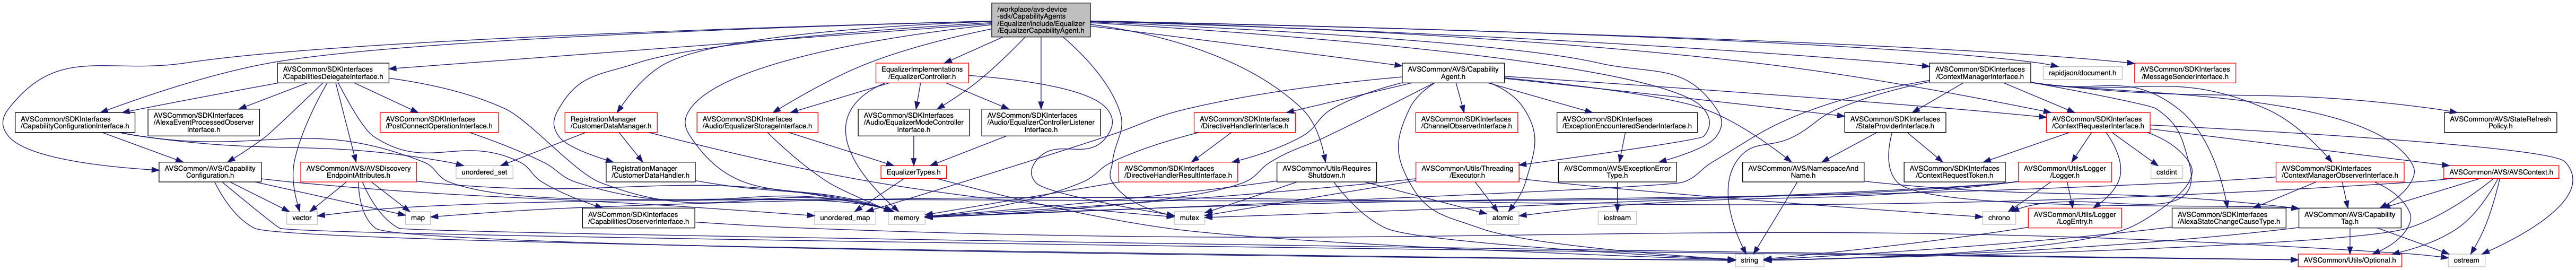 /workplace/avs-device
-sdk/CapabilityAgents
/Equalizer/include/Equalizer
/EqualizerCapabilityAgent.h
AVSCommon/SDKInterfaces
/CapabilitiesDelegateInterface.h
EqualizerImplementations
/EqualizerController.h
AVSCommon/AVS/Capability
Agent.h
AVSCommon/SDKInterfaces
/ContextManagerInterface.h
rapidjson/document.h
AVSCommon/SDKInterfaces
/MessageSenderInterface.h
AVSCommon/SDKInterfaces
/CapabilityConfigurationInterface.h
AVSCommon/SDKInterfaces
/AlexaEventProcessedObserver
Interface.h
AVSCommon/SDKInterfaces
/PostConnectOperationInterface.h
RegistrationManager
/CustomerDataManager.h
AVSCommon/SDKInterfaces
/Audio/EqualizerStorageInterface.h
AVSCommon/SDKInterfaces
/Audio/EqualizerModeController
Interface.h
AVSCommon/SDKInterfaces
/Audio/EqualizerControllerListener
Interface.h
AVSCommon/SDKInterfaces
/DirectiveHandlerInterface.h
AVSCommon/SDKInterfaces
/ChannelObserverInterface.h
AVSCommon/SDKInterfaces
/ExceptionEncounteredSenderInterface.h
AVSCommon/SDKInterfaces
/StateProviderInterface.h
AVSCommon/SDKInterfaces
/ContextRequesterInterface.h
AVSCommon/AVS/StateRefresh
Policy.h
AVSCommon/AVS/Capability
Configuration.h
AVSCommon/AVS/AVSDiscovery
EndpointAttributes.h
unordered_set
RegistrationManager
/CustomerDataHandler.h
EqualizerTypes.h
AVSCommon/SDKInterfaces
/DirectiveHandlerResultInterface.h
AVSCommon/Utils/Requires
Shutdown.h
AVSCommon/Utils/Threading
/Executor.h
AVSCommon/AVS/ExceptionError
Type.h
AVSCommon/AVS/NamespaceAnd
Name.h
AVSCommon/SDKInterfaces
/ContextRequestToken.h
AVSCommon/Utils/Logger
/Logger.h
cstdint
AVSCommon/SDKInterfaces
/ContextManagerObserverInterface.h
AVSCommon/AVS/AVSContext.h
vector
map
AVSCommon/SDKInterfaces
/CapabilitiesObserverInterface.h
unordered_map
memory
mutex
atomic
iostream
chrono
AVSCommon/Utils/Logger
/LogEntry.h
AVSCommon/SDKInterfaces
/AlexaStateChangeCauseType.h
AVSCommon/AVS/Capability
Tag.h
string
AVSCommon/Utils/Optional.h
ostream